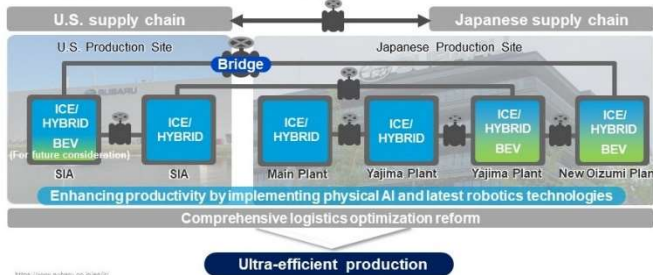 U.S. supply chain
Japanese supply chain
U.S. Production Site
Japanese Production Site
Bridge
SUBARU
ICE/
HYBRID
BEV
(For future consideration)
SIA
ICE/
HYBRID
SIA
ICE/
HYBRID
Main Plant
ICE/
HYBRID
Yajima Plant
ICE/
HYBRID
BEV
Yajima Plant
ICE/
HYBRID
BEV
New Oizumi Plant
Enhancing productivity by implementing physical AI and latest robotics technologies
Comprehensive logistics optimization reform
Ultra-efficient production